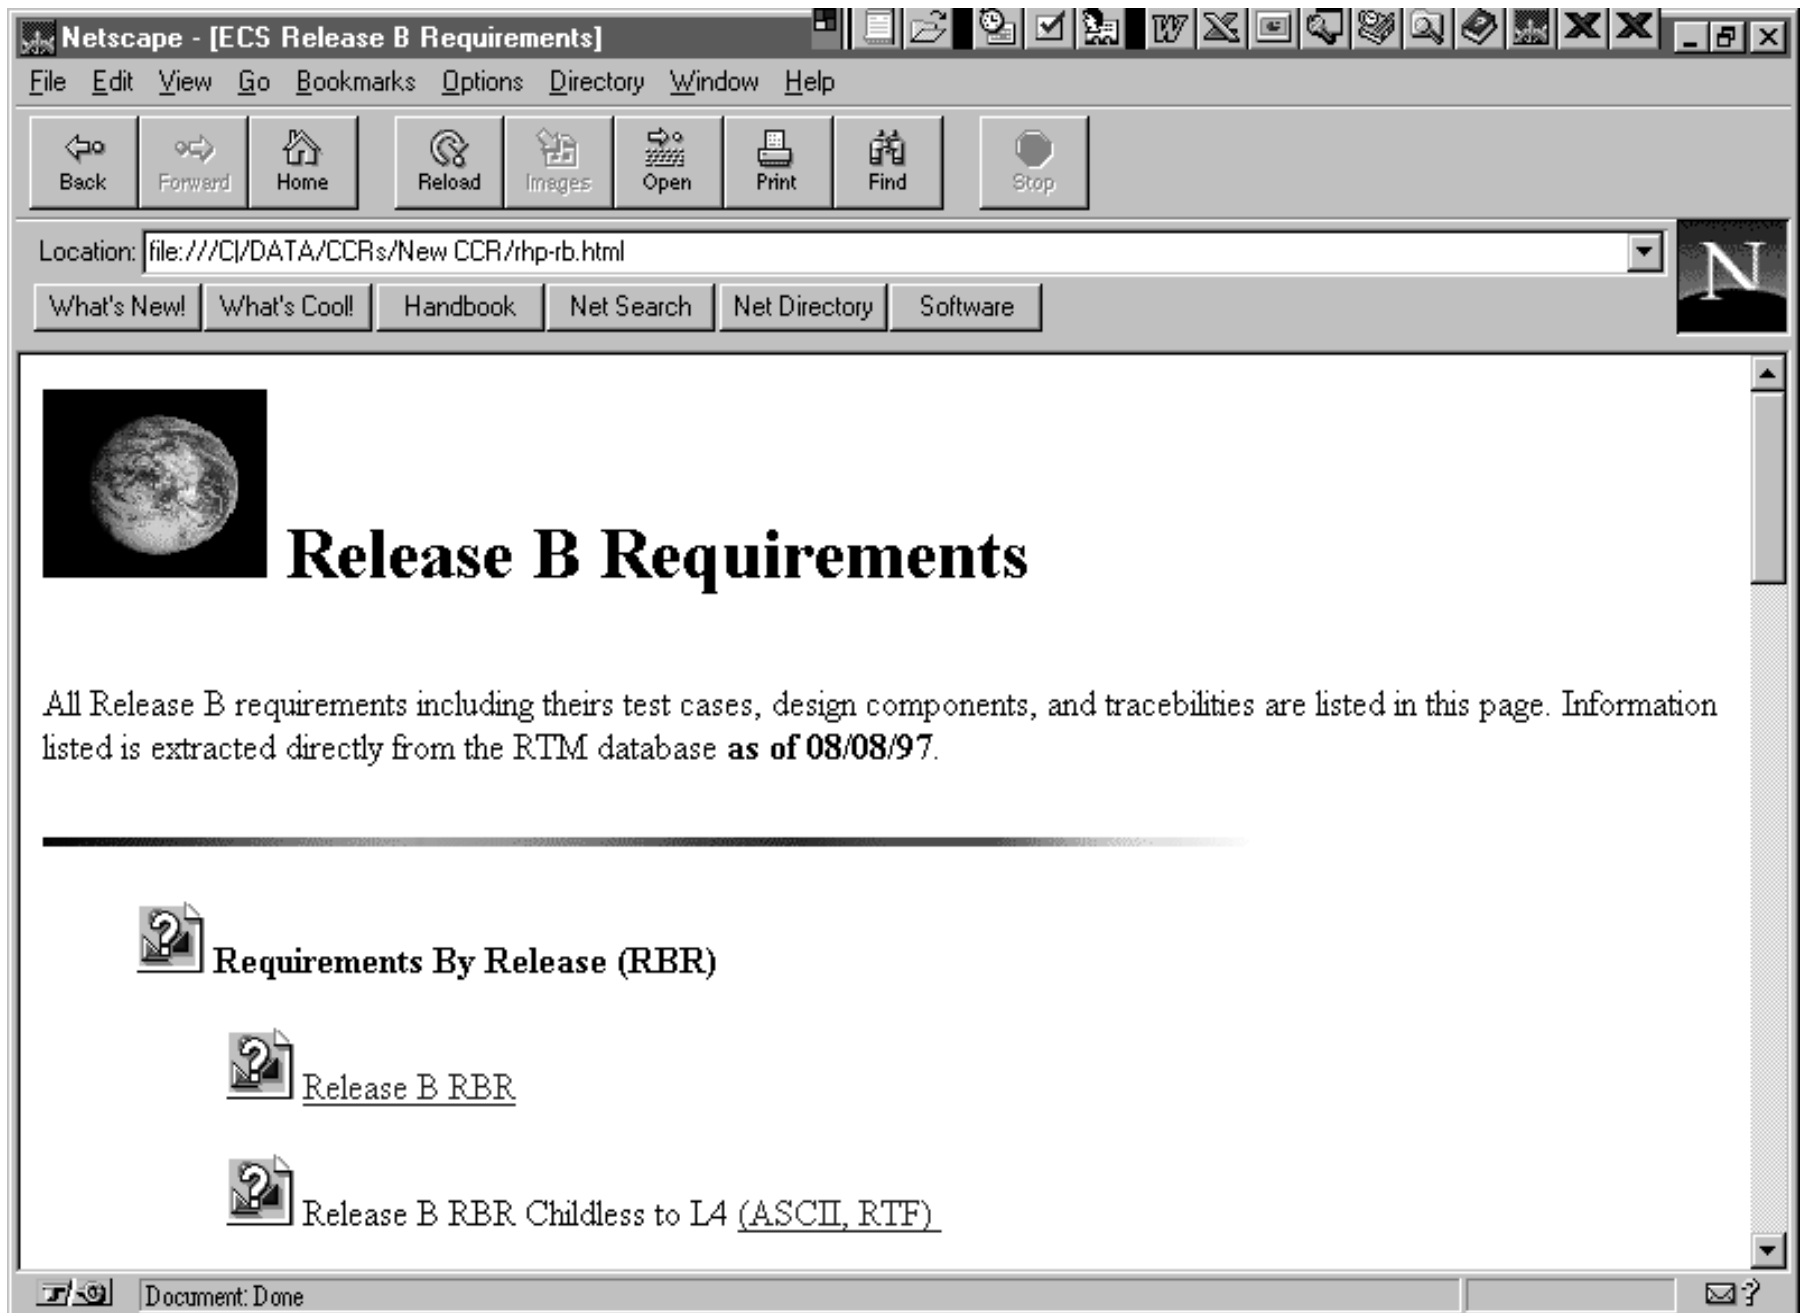 Netscape - [ECS Release B Requirements]
File Edit View Go Bookmarks Options Directory Window Help
Back Forward Home Reload Images Open Print Find Stop
Location: file:///C|/DATA/CCRs/New CCR/rhp-rb.html
N
What's New! What's Cool! Handbook Net Search Net Directory Software
Release B Requirements
All Release B requirements including theirs test cases, design components, and tracebilities are listed in this page. Information
listed is extracted directly from the RTM database as of 08/08/97.
Requirements By Release (RBR)
Release B RBR
Release B RBR Childless to L4 (ASCII, RTF)
Document: Done